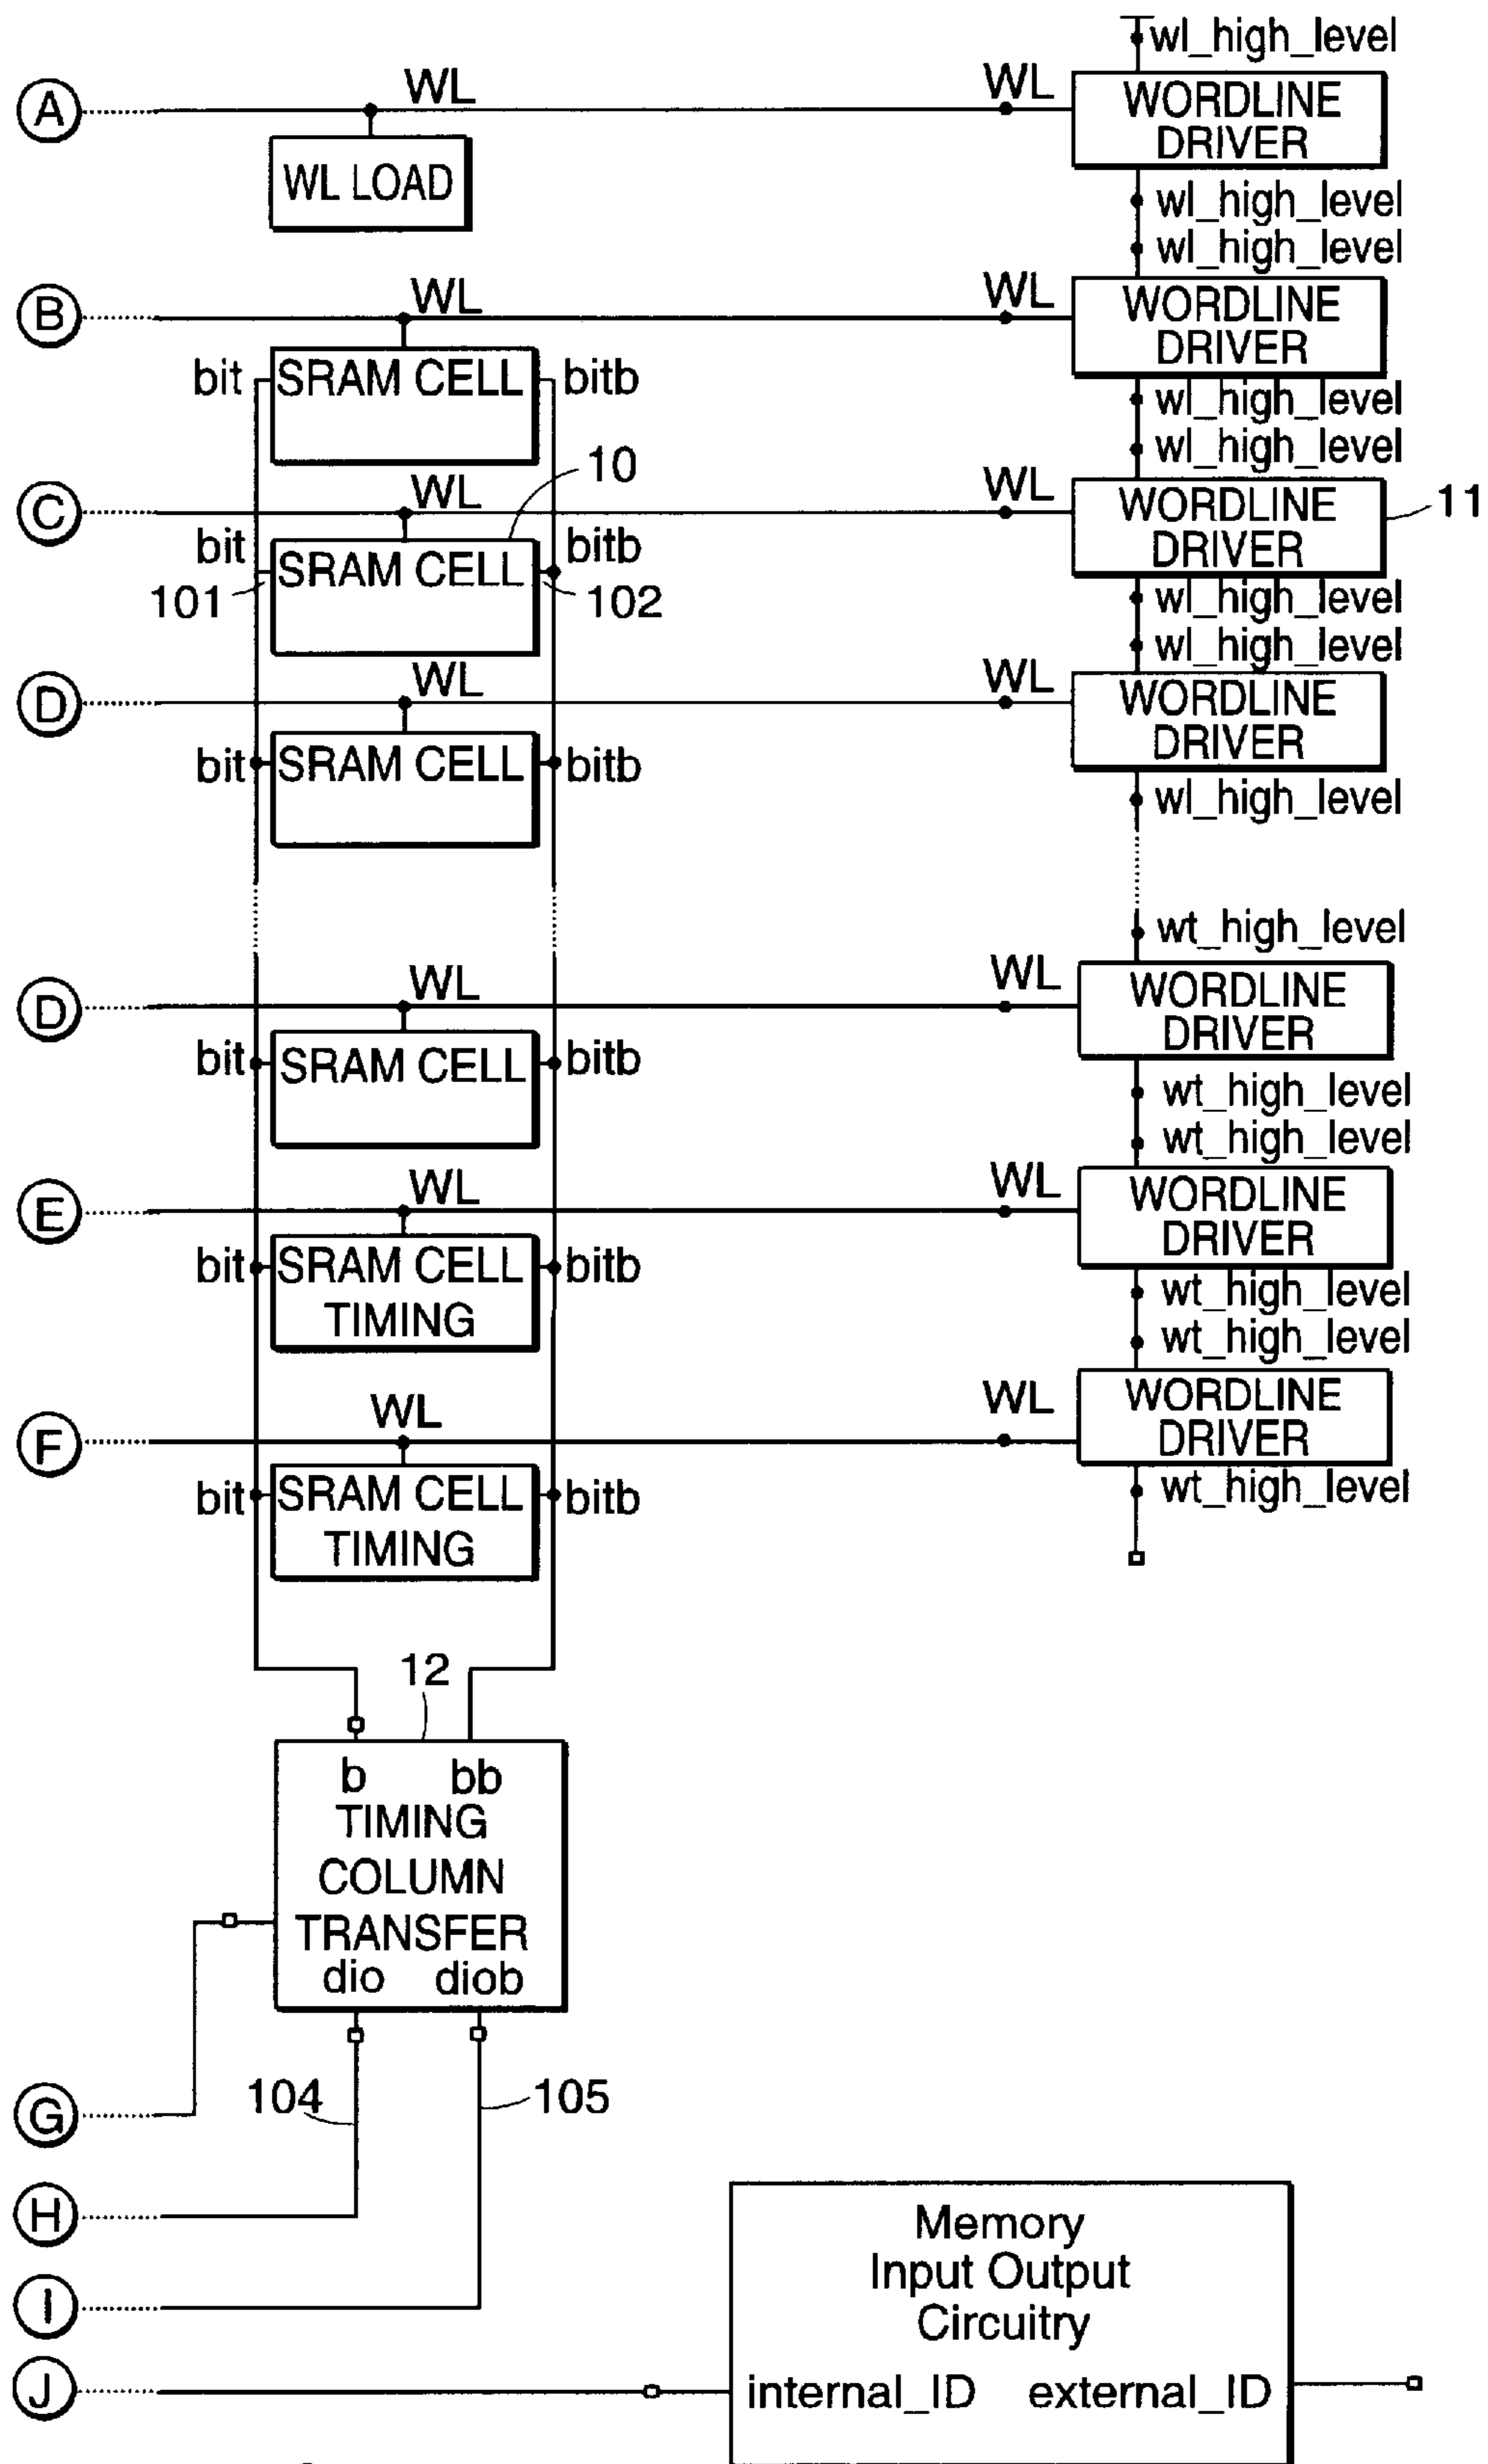 wl_high_level
A WL WL WORDLINE
DRIVER
WL LOAD
wl_high_level
wl_high_level
B WL WL WORDLINE
DRIVER
bit SRAM CELL bitb
wl_high_level
wl_high_level
10
C WL WL WORDLINE
DRIVER
11
bit SRAM CELL bitb
101 102
wl_high_level
wl_high_level
D WL WL WORDLINE
DRIVER
bit SRAM CELL bitb
wl_high_level
wt_high_level
D WL WL WORDLINE
DRIVER
bit SRAM CELL bitb
wt_high_level
wt_high_level
E WL WL WORDLINE
DRIVER
bit SRAM CELL bitb
TIMING
wt_high_level
wt_high_level
F WL WL WORDLINE
DRIVER
bit SRAM CELL bitb
TIMING
wt_high_level
12
b bb
TIMING
COLUMN
TRANSFER
dio diob
G 104 105
H
I
J
Memory
Input Output
Circuitry
internal_ID external_ID